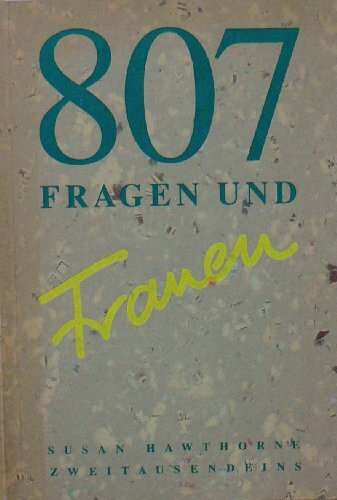 807
FRAGEN UND
Frauen
SUSAN HAWTHORNE
ZWEITAUSENDEINS